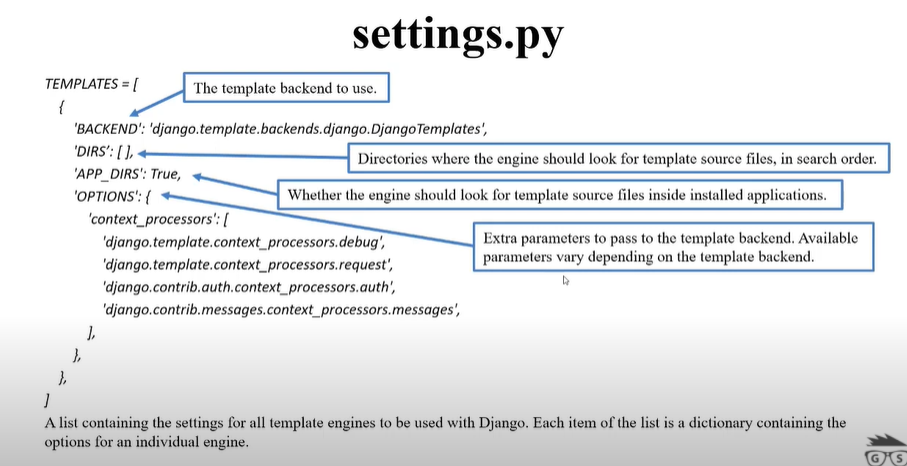 settings.py
TEMPLATES = [
The template backend to use.
{
'BACKEND': 'django.template.backends.django.DjangoTemplates',
'DIRS': [ ],
Directories where the engine should look for template source files, in search order.
'APP_DIRS': True,
Whether the engine should look for template source files inside installed applications.
'OPTIONS': {
'context_processors': [
Extra parameters to pass to the template backend. Available
parameters vary depending on the template backend.
'django.template.context_processors.debug',
'django.template.context_processors.request',
'django.contrib.auth.context_processors.auth',
'django.contrib.messages.context_processors.messages',
],
},
},
]
A list containing the settings for all template engines to be used with Django. Each item of the list is a dictionary containing the
options for an individual engine.
G S